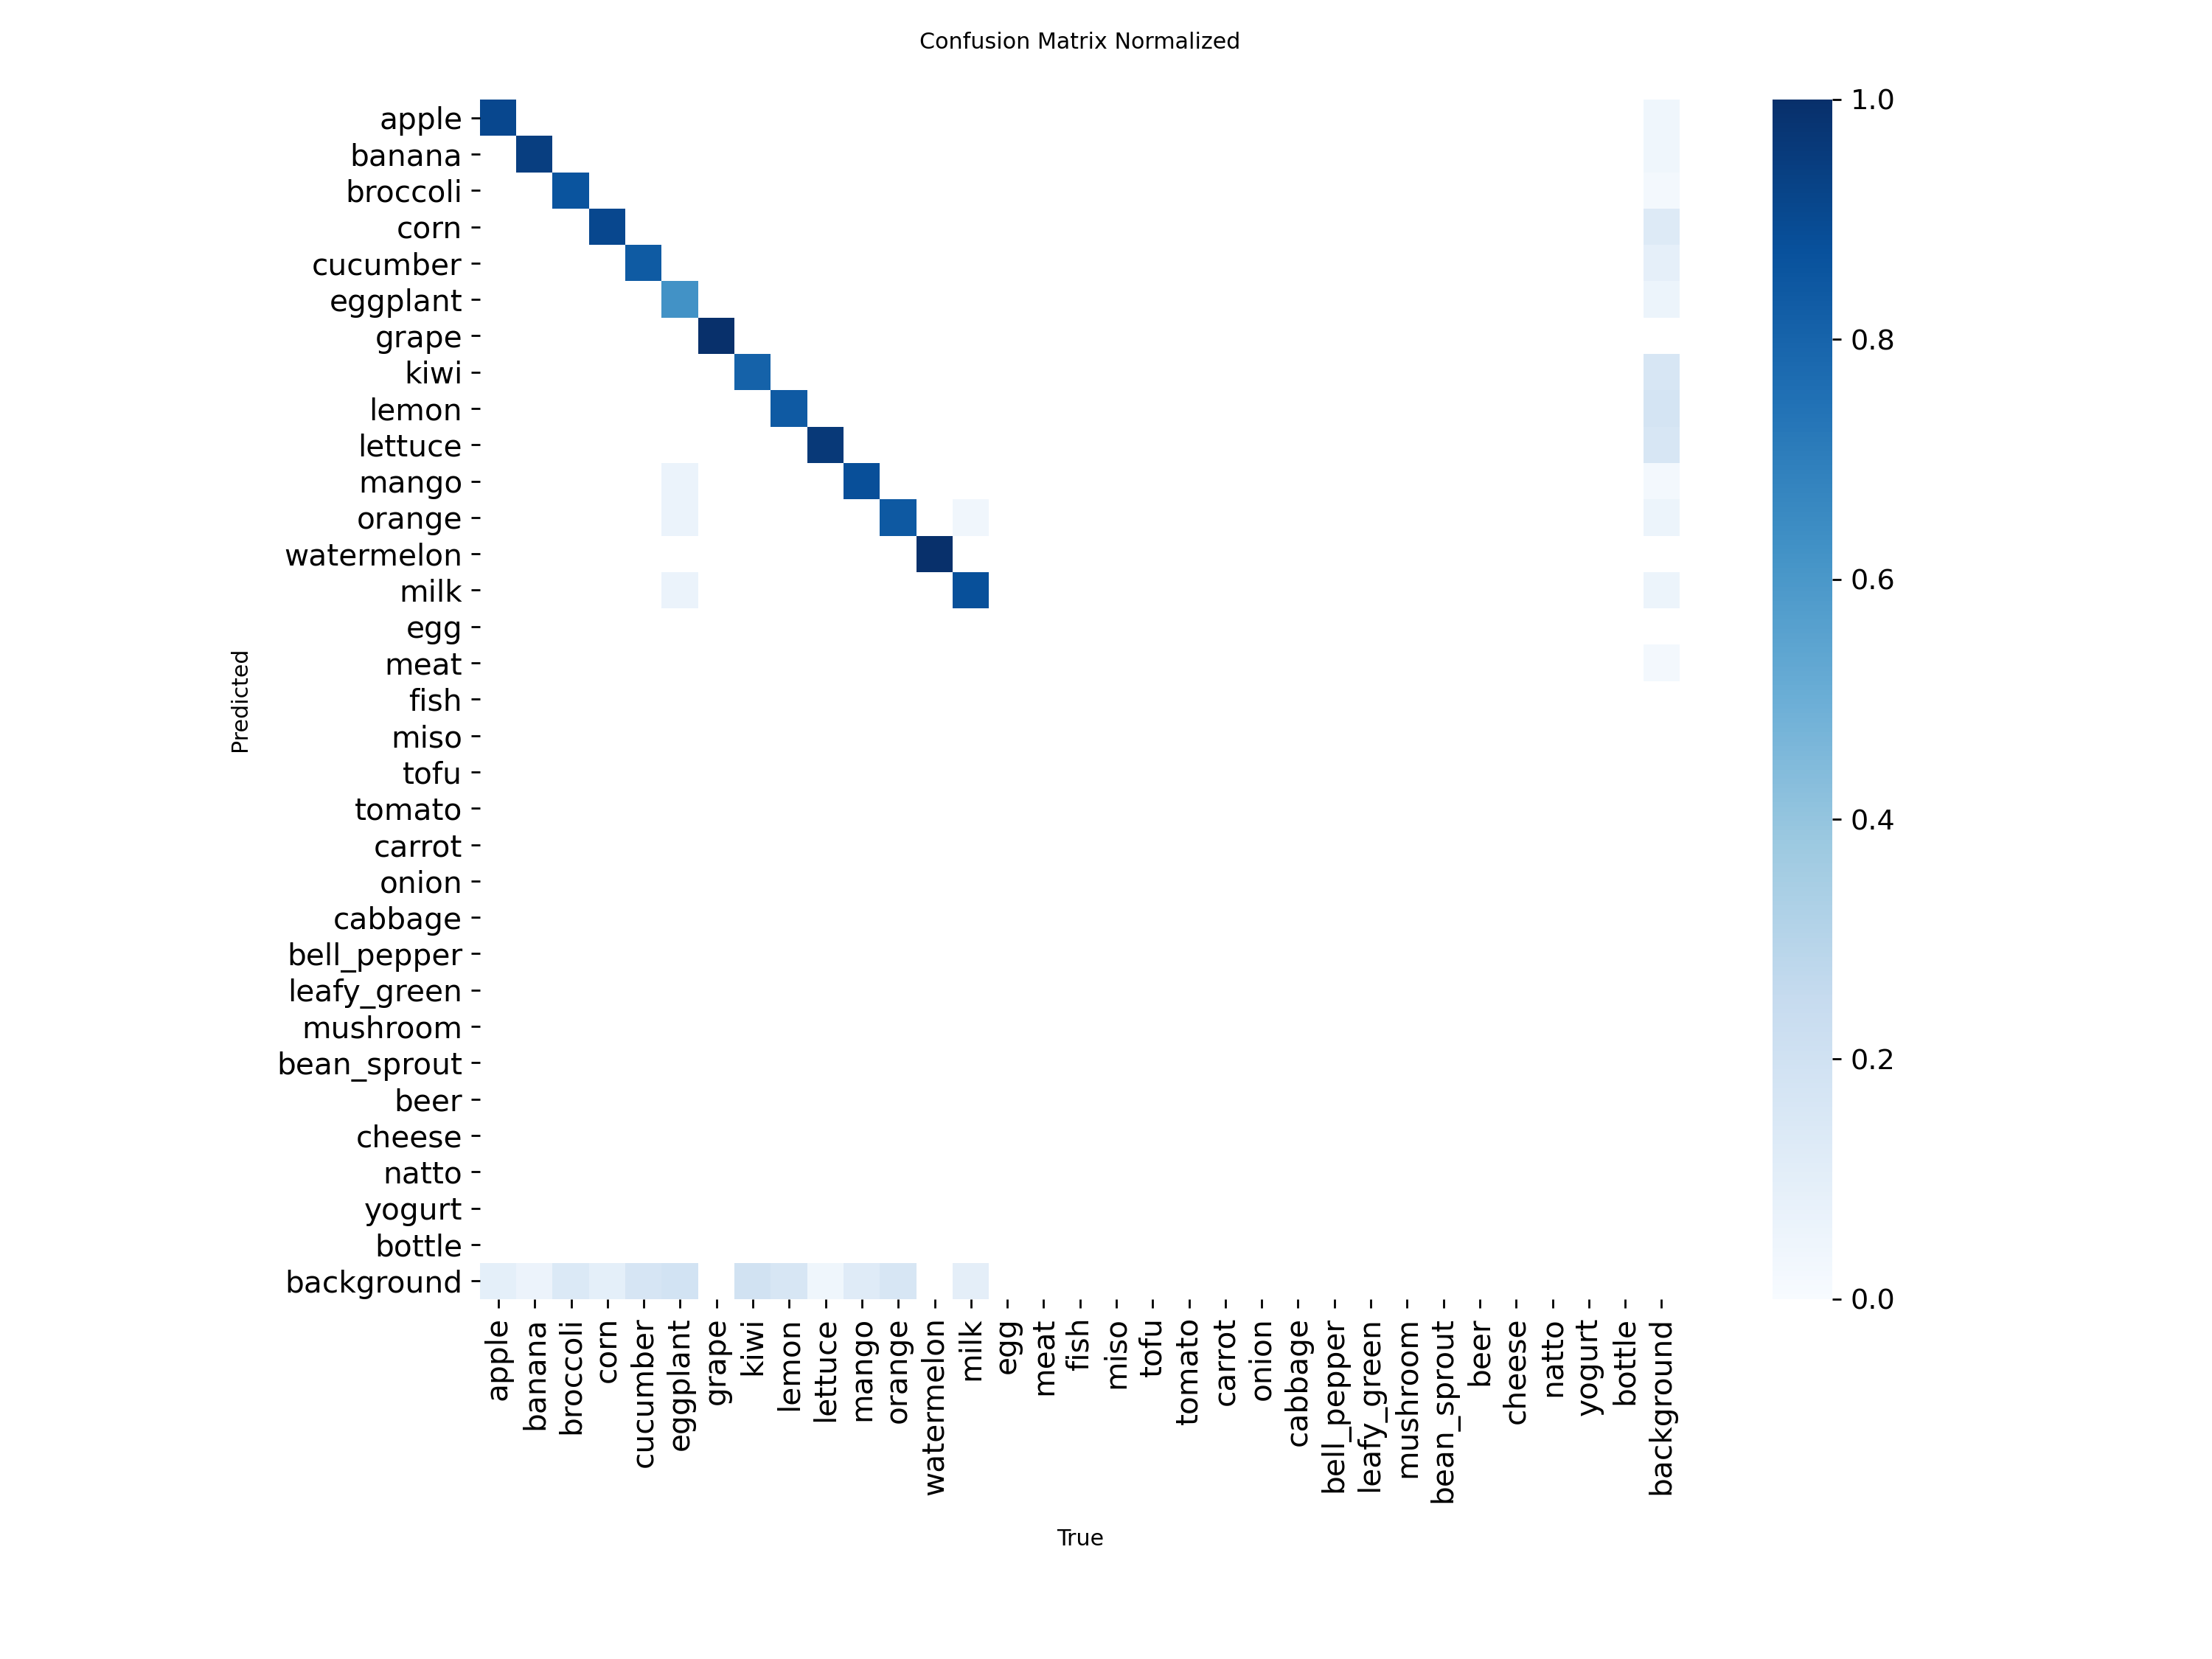 Confusion Matrix Normalized
apple
banana
broccoli
corn
cucumber
eggplant
grape
kiwi
lemon
lettuce
mango
orange
watermelon
milk
egg
meat
fish
miso
tofu
tomato
carrot
onion
cabbage
bell_pepper
leafy_green
mushroom
bean_sprout
beer
cheese
natto
yogurt
bottle
background
Predicted
apple
banana
broccoli
corn
cucumber
eggplant
grape
kiwi
lemon
lettuce
mango
orange
watermelon
milk
egg
meat
fish
miso
tofu
tomato
carrot
onion
cabbage
bell_pepper
leafy_green
mushroom
bean_sprout
beer
cheese
natto
yogurt
bottle
background
True
1.0
0.8
0.6
0.4
0.2
0.0